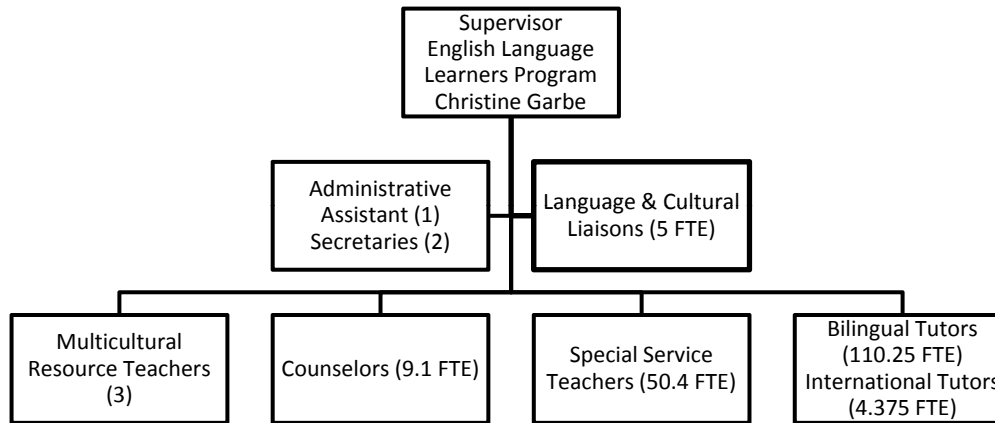 Supervisor
English Language
Learners Program
Christine Garbe
Administrative
Assistant (1)
Secretaries (2)
Language & Cultural
Liaisons (5 FTE)
Multicultural
Resource Teachers
(3)
Counselors (9.1 FTE)
Special Service
Teachers (50.4 FTE)
Bilingual Tutors
(110.25 FTE)
International Tutors
(4.375 FTE)